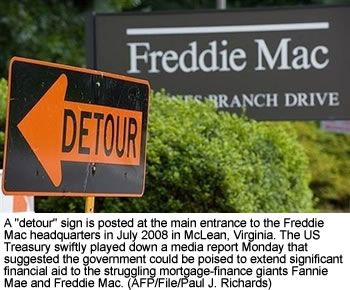 Freddie Mac
BRANCH DRIVE
DETOUR
A "detour" sign is posted at the main entrance to the Freddie
Mac headquarters in July 2008 in McLean, Virginia. The US
Treasury swiftly played down a media report Monday that
suggested the government could be poised to extend significant
financial aid to the struggling mortgage-finance giants Fannie
Mae and Freddie Mac. (AFP/File/Paul J. Richards)